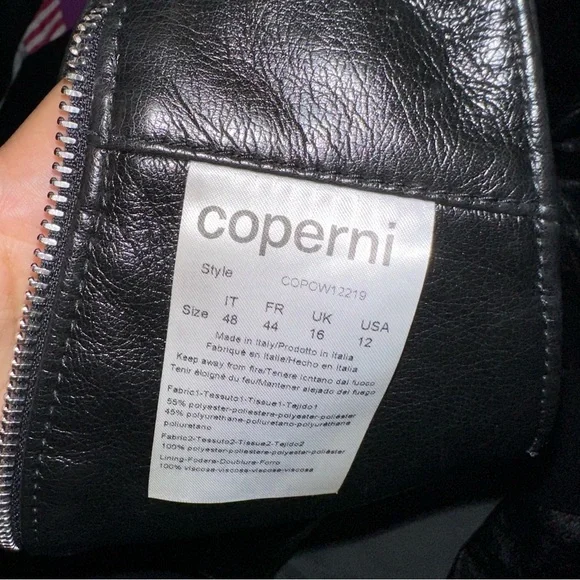 coperni
Style COPOW12219
IT FR UK USA
Size 48 44 16 12
Made in Italy/Prodotto in Italia
Fabriqué en Italie/Hecho en Italia
Keep away from fire/Tenere lontano dal fuoco
Tenir éloigné du feu/Mantener alejado del fuego
Fabric1-Tessuto1-Tissue1-Tejido1
55% polyester-poliestere-polyester-poliéster
45% polyurethane-poliuretano-polyuréthane
poliuretano
Fabric2-Tessuto2-Tissue2-Tejido2
100% polyester-poliestere-polyester-poliéster
Lining-Fodera-Doublure-Forro
100% viscose-viscosa-viscose-viscosa